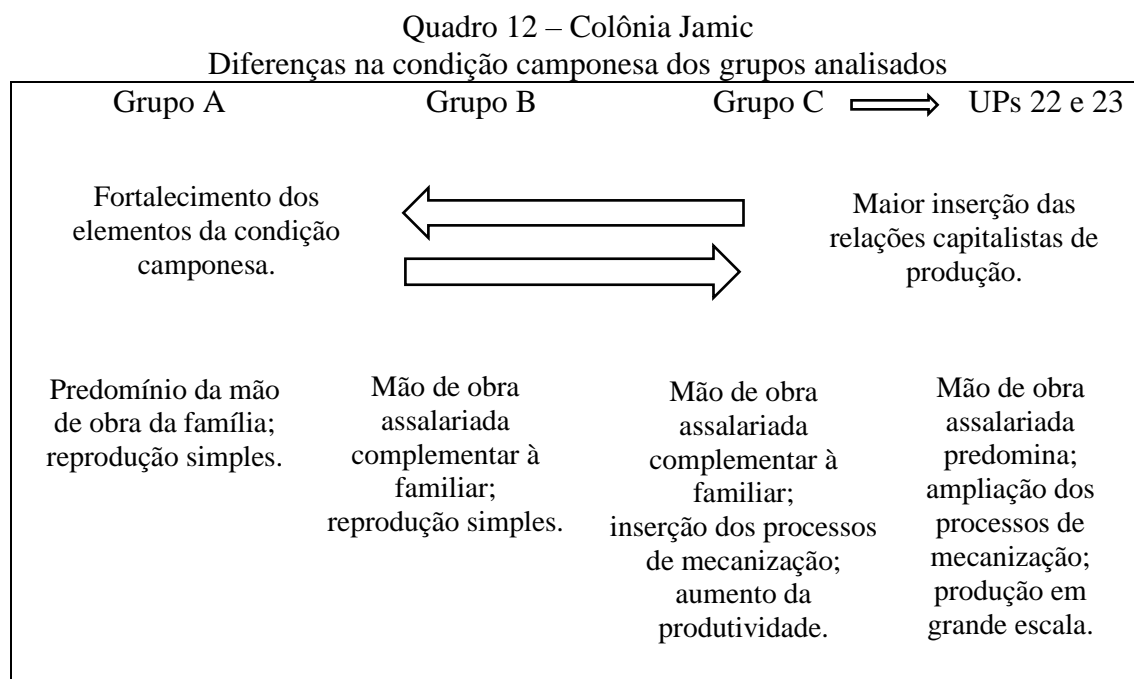 Quadro 12 – Colônia Jamic
Diferenças na condição camponesa dos grupos analisados
Grupo A Grupo B Grupo C UPs 22 e 23
Fortalecimento dos
elementos da condição
camponesa.
Maior inserção das
relações capitalistas de
produção.
Predomínio da mão
de obra da família;
reprodução simples.
Mão de obra
assalariada
complementar à
familiar;
reprodução simples.
Mão de obra
assalariada
complementar à
familiar;
inserção dos processos
de mecanização;
aumento da
produtividade.
Mão de obra
assalariada
predomina;
ampliação dos
processos de
mecanização;
produção em
grande escala.